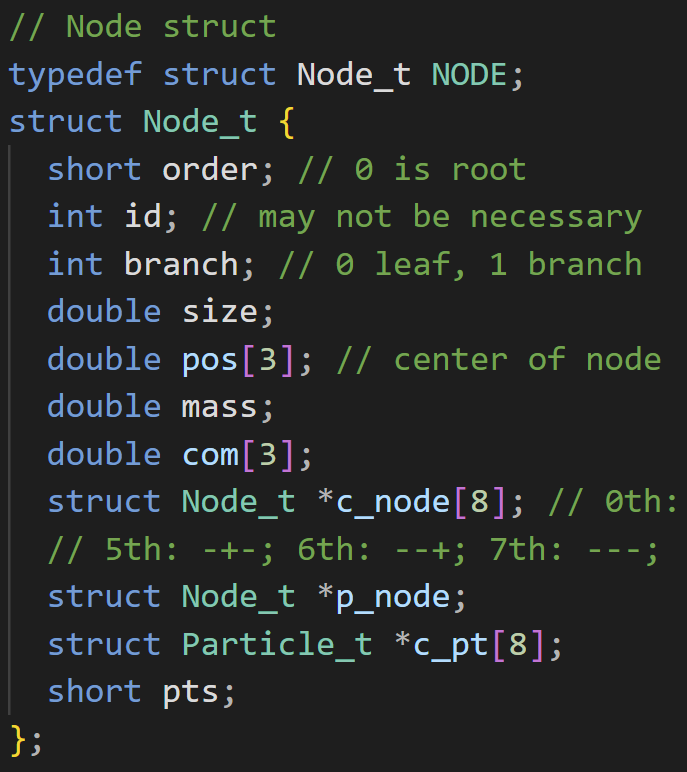 // Node struct
typedef struct Node_t NODE;
struct Node_t {
short order; // 0 is root
int id; // may not be necessary
int branch; // 0 leaf, 1 branch
double size;
double pos[3]; // center of node
double mass;
double com[3];
struct Node_t *c_node[8]; // 0th:
// 5th: -+-; 6th: --+; 7th: ---;
struct Node_t *p_node;
struct Particle_t *c_pt[8];
short pts;
};